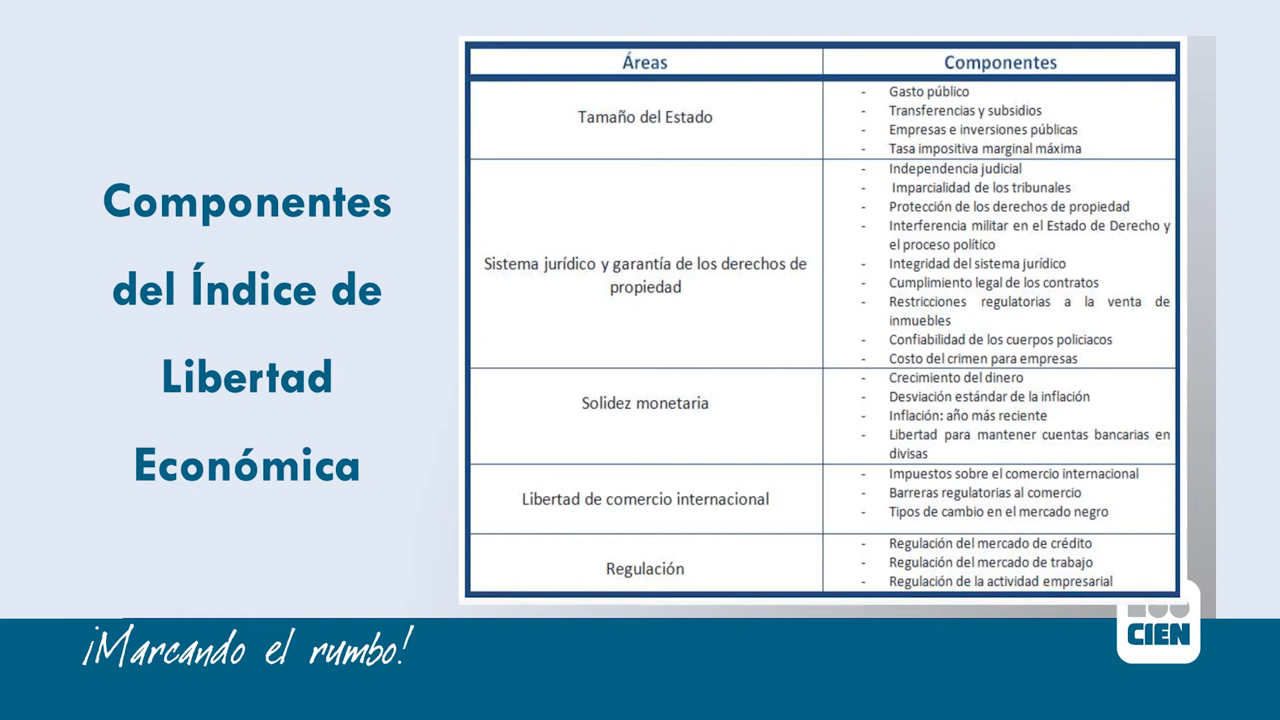 Componentes
del Índice de
Libertad
Económica
Áreas
Componentes
Tamaño del Estado
- Gasto público
- Transferencias y subsidios
- Empresas e inversiones públicas
- Tasa impositiva marginal máxima
Sistema jurídico y garantía de los derechos de
propiedad
- Independencia judicial
- Imparcialidad de los tribunales
- Protección de los derechos de propiedad
- Interferencia militar en el Estado de Derecho y
el proceso político
- Integridad del sistema jurídico
- Cumplimiento legal de los contratos
- Restricciones regulatorias a la venta de
inmuebles
- Confiabilidad de los cuerpos policiacos
- Costo del crimen para empresas
Solidez monetaria
- Crecimiento del dinero
- Desviación estándar de la inflación
- Inflación: año más reciente
- Libertad para mantener cuentas bancarias en
divisas
Libertad de comercio internacional
- Impuestos sobre el comercio internacional
- Barreras regulatorias al comercio
- Tipos de cambio en el mercado negro
Regulación
- Regulación del mercado de crédito
- Regulación del mercado de trabajo
- Regulación de la actividad empresarial
¡Marcando el rumbo!
CIEN